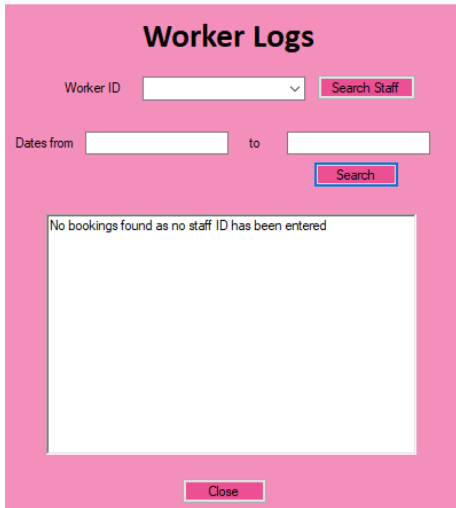 Worker Logs
Worker ID
Search Staff
Dates from
to
Search
No bookings found as no staff ID has been entered
Close